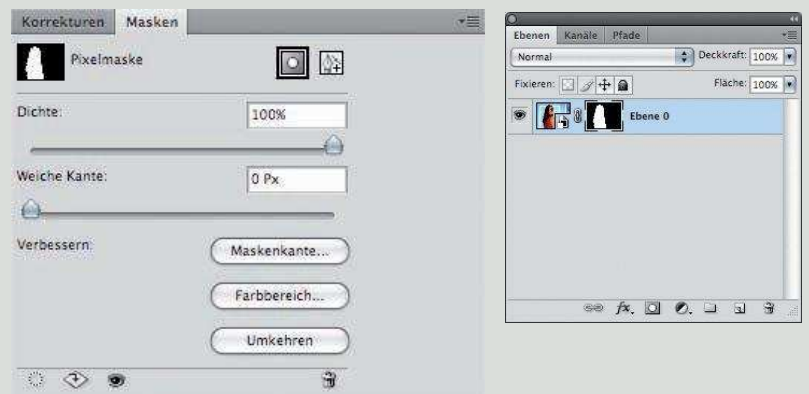 Korrekturen Masken
Pixelmaske
Dichte: 100%
Weiche Kante: 0 Px
Verbessern:
Maskenkante...
Farbbereich...
Umkehren
Ebenen Kanäle Pfade
Normal Deckkraft: 100%
Fixieren: Fläche: 100%
Ebene 0
fx.